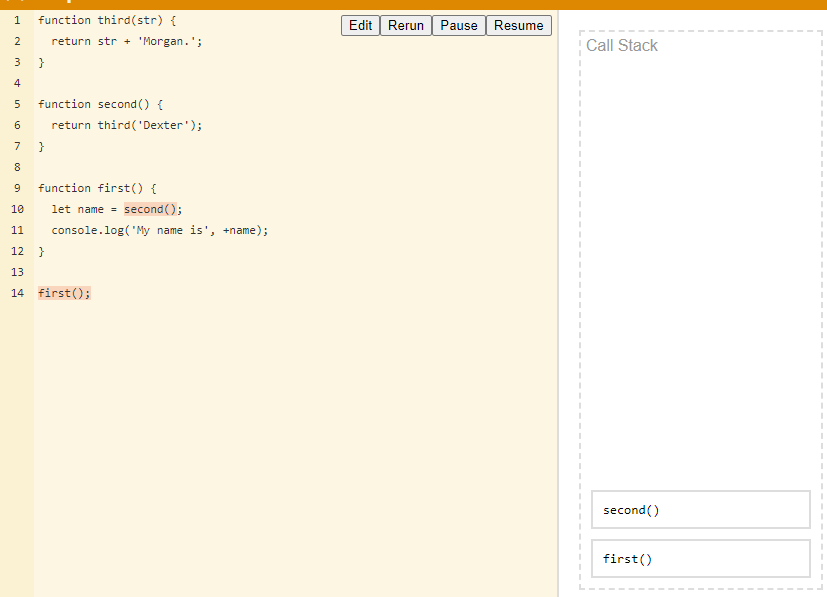 1 function third(str) {
Edit Rerun Pause Resume
2 return str + 'Morgan.';
3 }
4
5 function second() {
6 return third('Dexter');
7 }
8
9 function first() {
10 let name = second();
11 console.log('My name is', +name);
12 }
13
14 first();
Call Stack
second()
first()